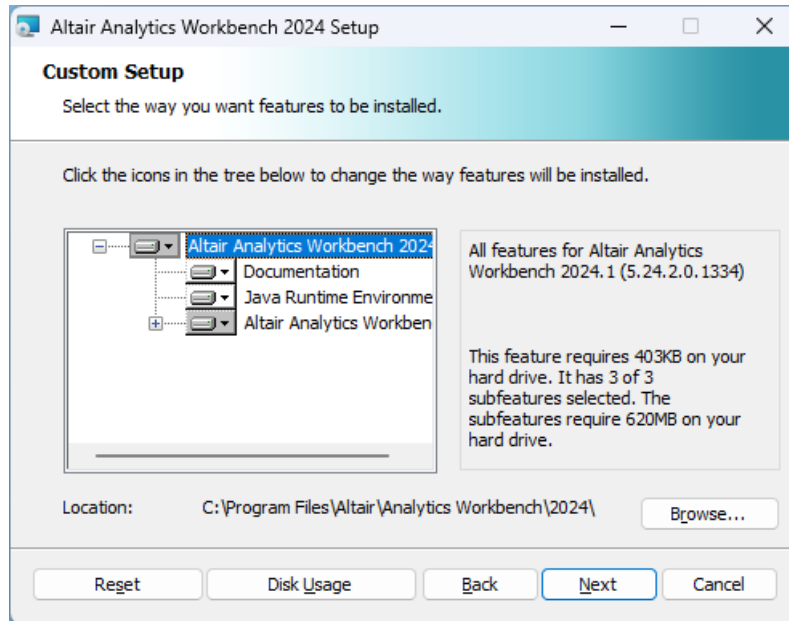 Altair Analytics Workbench 2024 Setup
Custom Setup
Select the way you want features to be installed.
Click the icons in the tree below to change the way features will be installed.
Altair Analytics Workbench 2024
Documentation
Java Runtime Environme
Altair Analytics Workben
All features for Altair Analytics
Workbench 2024.1 (5.24.2.0.1334)
This feature requires 403KB on your
hard drive. It has 3 of 3
subfeatures selected. The
subfeatures require 620MB on your
hard drive.
Location: C:\Program Files\Altair\Analytics Workbench\2024\ Browse...
Reset Disk Usage Back Next Cancel